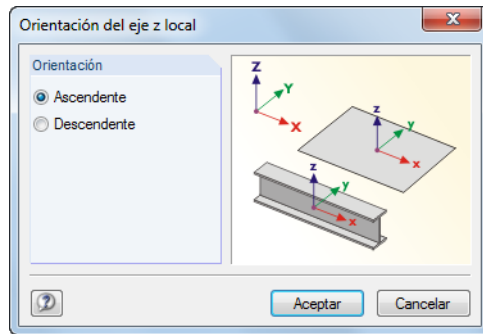 Orientación del eje z local
Orientación
Ascendente
Descendente
Z
Y
X
z
y
x
z
y
x
Aceptar
Cancelar